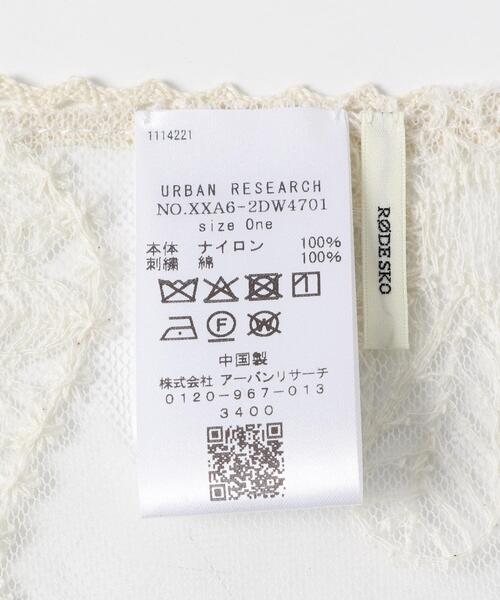 1114221
URBAN RESEARCH
NO.XXA6-2DW4701
size One
本体 ナイロン 100%
刺繍 綿 100%
F
W
中国製
株式会社 アーバンリサーチ
0120-967-013
3400
RØDE SKO